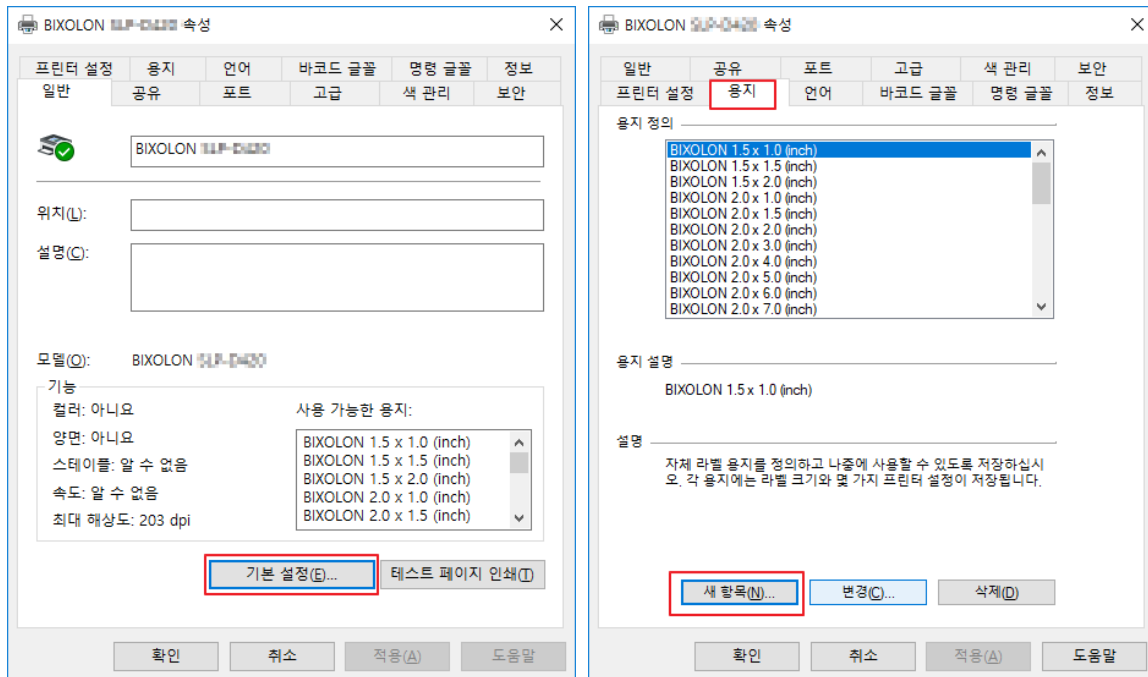 BIXOLON 속성
프린터 설정 용지 언어 바코드 글꼴 명령 글꼴 정보
일반 공유 포트 고급 색 관리 보안
BIXOLON
위치(L):
설명(C):
모델(O): BIXOLON
기능
컬러: 아니요
양면: 아니요
스테이플: 알 수 없음
속도: 알 수 없음
최대 해상도: 203 dpi
사용 가능한 용지:
BIXOLON 1.5 x 1.0 (inch)
BIXOLON 1.5 x 1.5 (inch)
BIXOLON 1.5 x 2.0 (inch)
BIXOLON 2.0 x 1.0 (inch)
BIXOLON 2.0 x 1.5 (inch)
기본 설정(E)... 테스트 페이지 인쇄(T)
확인 취소 적용(A) 도움말
BIXOLON 속성
일반 공유 포트 고급 색 관리 보안
프린터 설정 용지 언어 바코드 글꼴 명령 글꼴 정보
용지 정의
BIXOLON 1.5 x 1.0 (inch)
BIXOLON 1.5 x 1.5 (inch)
BIXOLON 1.5 x 2.0 (inch)
BIXOLON 2.0 x 1.0 (inch)
BIXOLON 2.0 x 1.5 (inch)
BIXOLON 2.0 x 2.0 (inch)
BIXOLON 2.0 x 3.0 (inch)
BIXOLON 2.0 x 4.0 (inch)
BIXOLON 2.0 x 5.0 (inch)
BIXOLON 2.0 x 6.0 (inch)
BIXOLON 2.0 x 7.0 (inch)
용지 설명
BIXOLON 1.5 x 1.0 (inch)
설명
자체 라벨 용지를 정의하고 나중에 사용할 수 있도록 저장하십시
오. 각 용지에는 라벨 크기와 몇 가지 프린터 설정이 저장됩니다.
새 항목(N)... 변경(C)... 삭제(D)
확인 취소 적용(A) 도움말